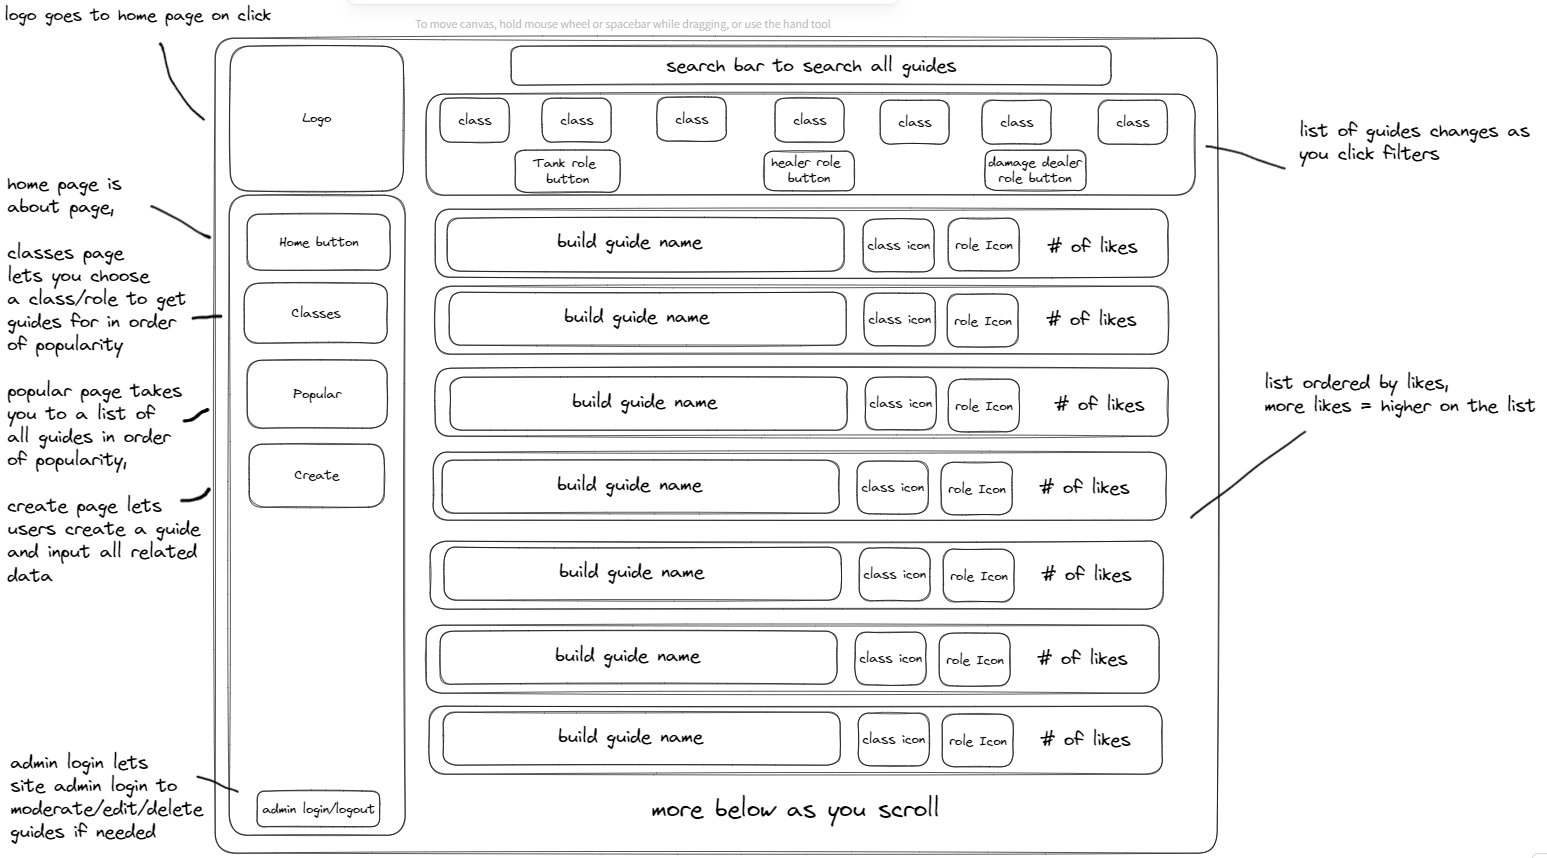 logo goes to home page on click
To move canvas, hold mouse wheel or spacebar while dragging, or use the hand tool
Logo
search bar to search all guides
class
class
class
class
class
class
class
Tank role
button
healer role
button
damage dealer
role button
list of guides changes as
you click filters
home page is
about page,
classes page
lets you choose
a class/role to get
guides for in order
of popularity
popular page takes
you to a list of
all guides in order
of popularity,
create page lets
users create a guide
and input all related
data
Home button
Classes
Popular
Create
build guide name
class icon
role Icon
# of likes
build guide name
class icon
role Icon
# of likes
build guide name
class icon
role Icon
# of likes
build guide name
class icon
role Icon
# of likes
build guide name
class icon
role Icon
# of likes
build guide name
class icon
role Icon
# of likes
build guide name
class icon
role Icon
# of likes
list ordered by likes,
more likes = higher on the list
admin login lets
site admin login to
moderate/edit/delete
guides if needed
admin login/logout
more below as you scroll